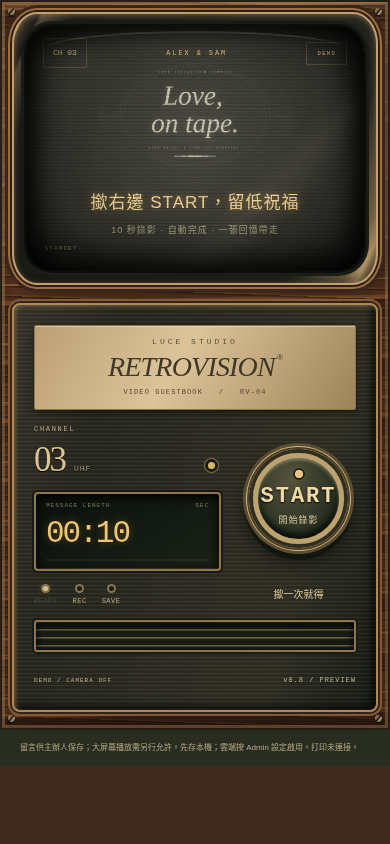 CH 03
ALEX & SAM
DEMO
Love,
on tape.
撳右邊 START，留低祝福
10 秒錄影 · 自動完成 · 一張回憶帶走
STANDBY
LUCE STUDIO
RETROVISION®
VIDEO GUESTBOOK / RV-04
CHANNEL
03 UHF
MESSAGE LENGTH SEC
00:10
START
開始錄影
READY REC SAVE
撳一次就得
DEMO / CAMERA OFF
v0.8 / PREVIEW
留言供主辦人保存；大屏幕播放需另行允許。先存本機；雲端按 Admin 設定啟用。打印未連接。